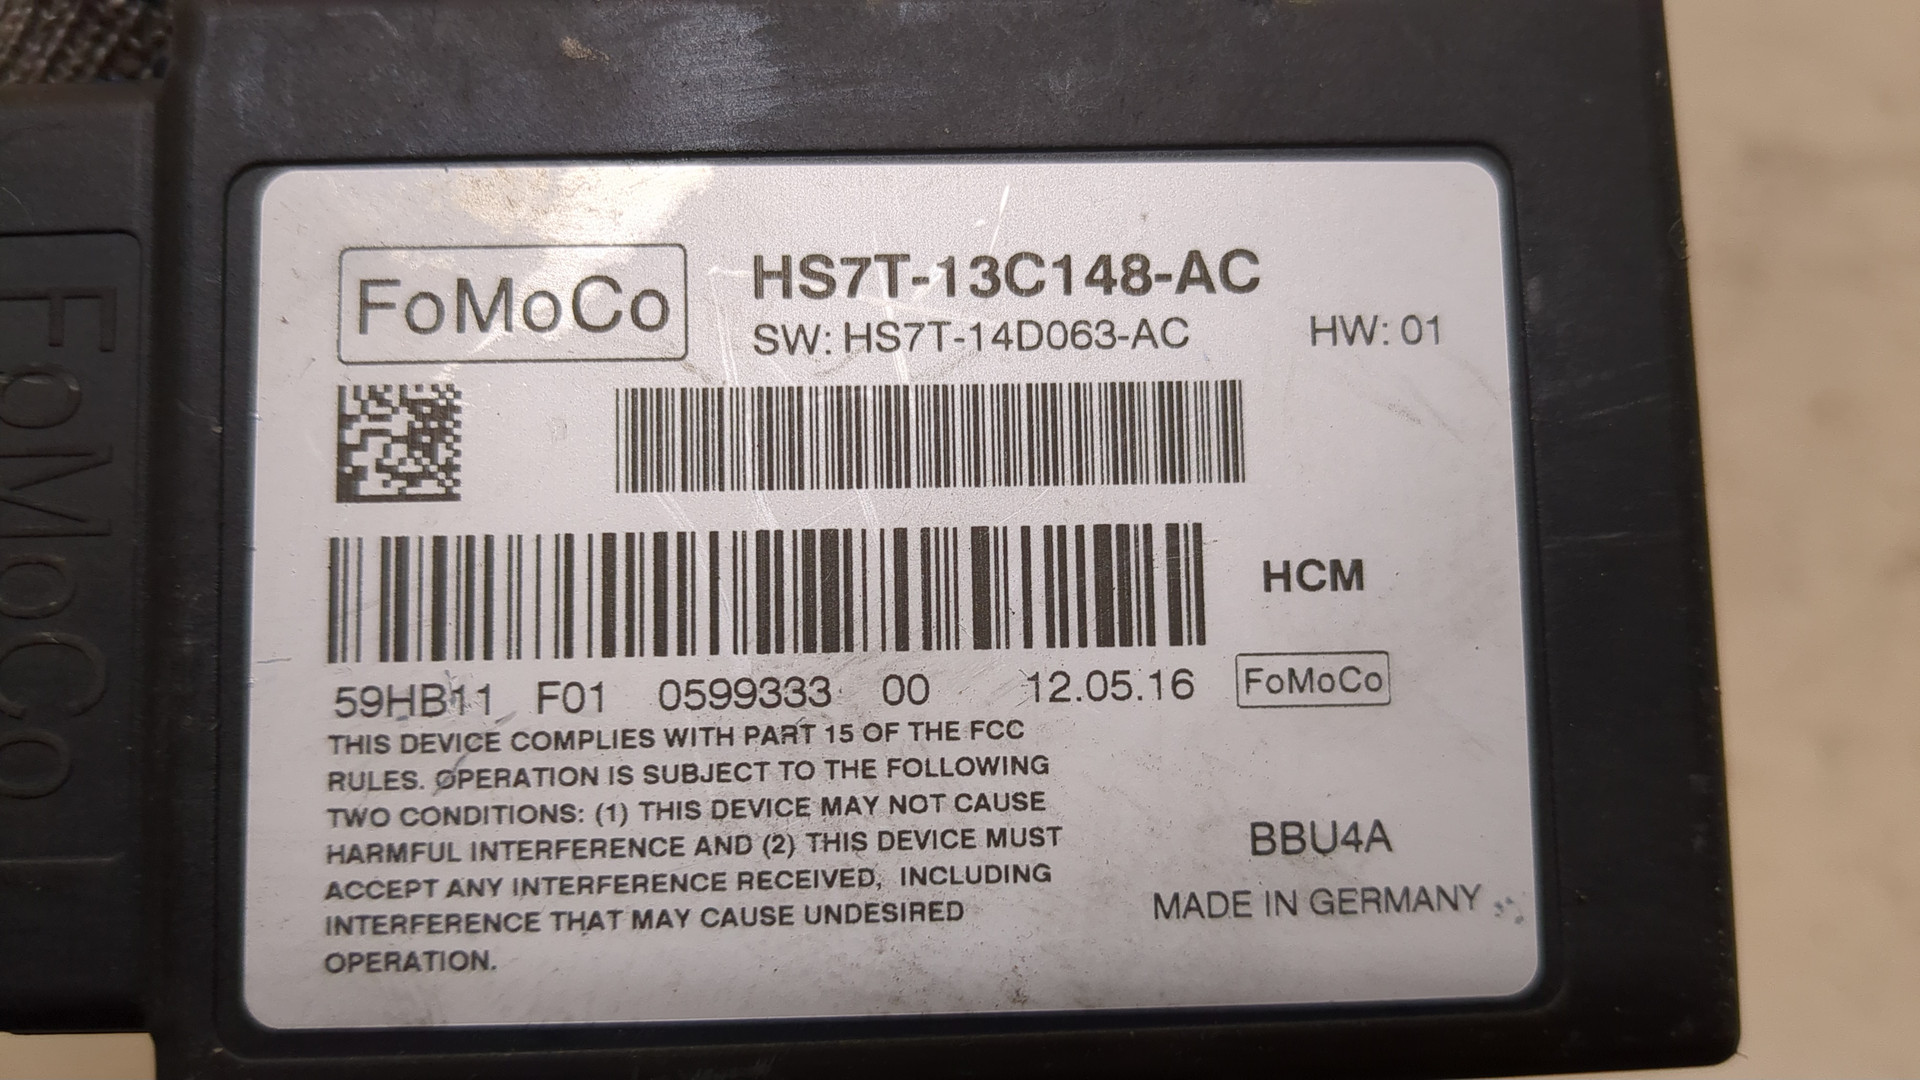 FoMoCo
FoMoCo
HS7T-13C148-AC
SW: HS7T-14D063-AC HW: 01
HCM
59HB11 F01 0599333 00 12.05.16 FoMoCo
THIS DEVICE COMPLIES WITH PART 15 OF THE FCC
RULES. OPERATION IS SUBJECT TO THE FOLLOWING
TWO CONDITIONS: (1) THIS DEVICE MAY NOT CAUSE
HARMFUL INTERFERENCE AND (2) THIS DEVICE MUST
ACCEPT ANY INTERFERENCE RECEIVED, INCLUDING
INTERFERENCE THAT MAY CAUSE UNDESIRED
OPERATION.
BBU4A
MADE IN GERMANY